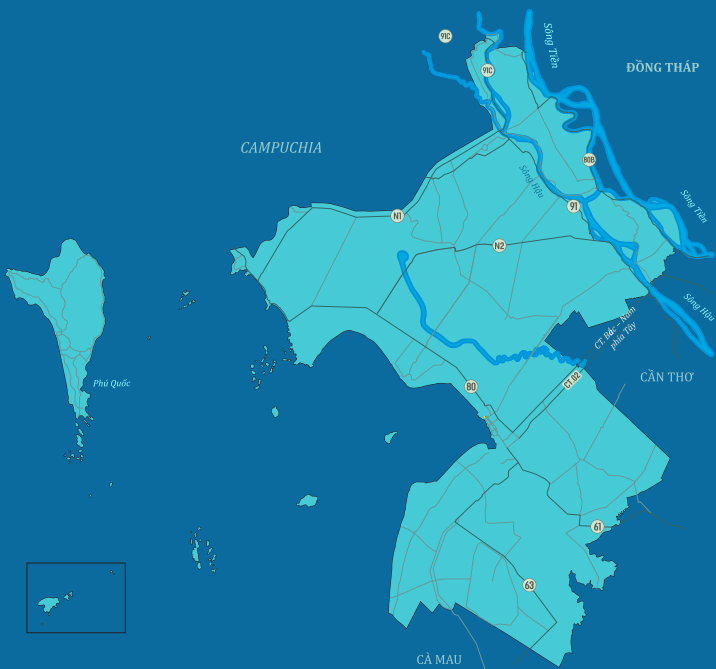 91C
Sông Tiền
ĐỒNG THÁP
91C
CAMPUCHIA
80B
Sông Hậu
Sông Tiền
91
N1
N2
Sông Hậu
CT. Bắc - Nam
phía Tây
CẦN THƠ
CT.02
Phú Quốc
80
61
63
CÀ MAU